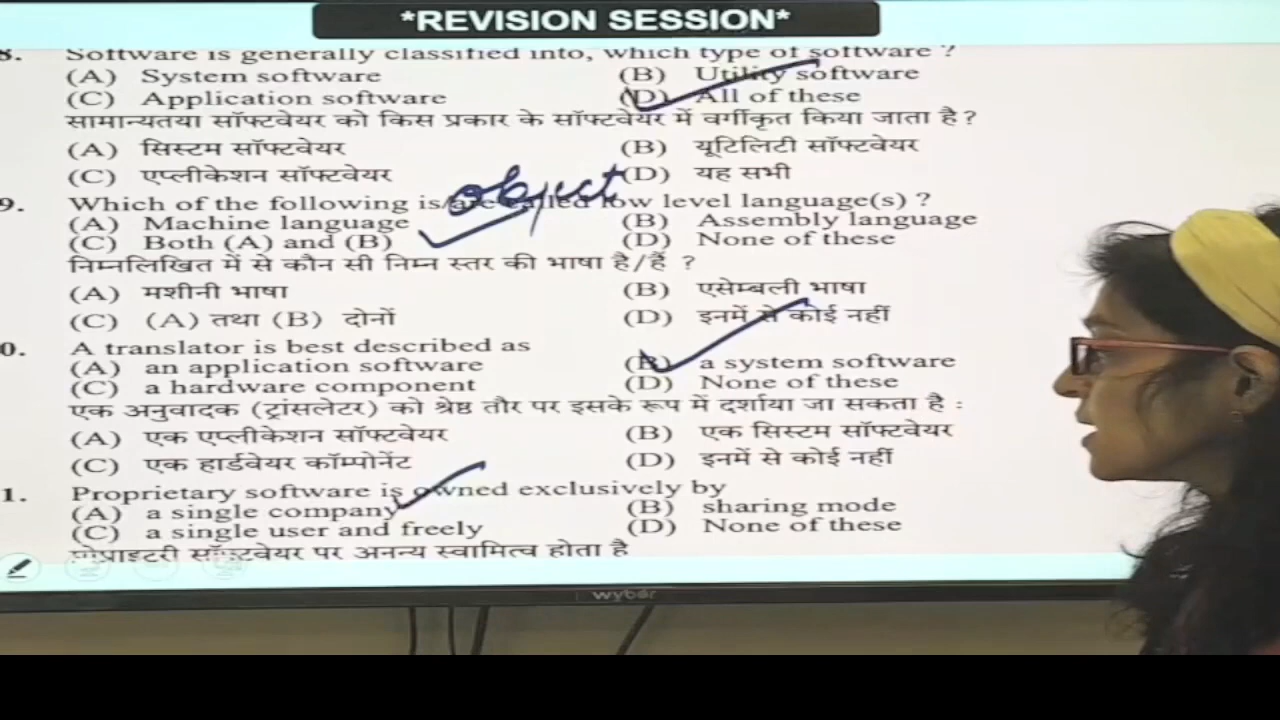 *REVISION SESSION*
8. Software is generally classified into, which type of software ?
(A) System software (B) Utility software
(C) Application software (D) All of these
सामान्यतया सॉफ्टवेयर को किस प्रकार के सॉफ्टवेयर में वर्गीकृत किया जाता है ?
(A) सिस्टम सॉफ्टवेयर (B) यूटिलिटी सॉफ्टवेयर
(C) एप्लीकेशन सॉफ्टवेयर (D) यह सभी
object
9. Which of the following is/are called low level language(s) ?
(A) Machine language (B) Assembly language
(C) Both (A) and (B) (D) None of these
निम्नलिखित में से कौन सी निम्न स्तर की भाषा है/हैं ?
(A) मशीनी भाषा (B) एसेम्बली भाषा
(C) (A) तथा (B) दोनों (D) इनमें से कोई नहीं
0. A translator is best described as
(A) an application software (B) a system software
(C) a hardware component (D) None of these
एक अनुवादक (ट्रांसलेटर) को श्रेष्ठ तौर पर इसके रूप में दर्शाया जा सकता है :
(A) एक एप्लीकेशन सॉफ्टवेयर (B) एक सिस्टम सॉफ्टवेयर
(C) एक हार्डवेयर कॉम्पोनेंट (D) इनमें से कोई नहीं
1. Proprietary software is owned exclusively by
(A) a single company (B) sharing mode
(C) a single user and freely (D) None of these
प्रोप्राइटरी सॉफ्टवेयर पर अनन्य स्वामित्व होता है
wybor